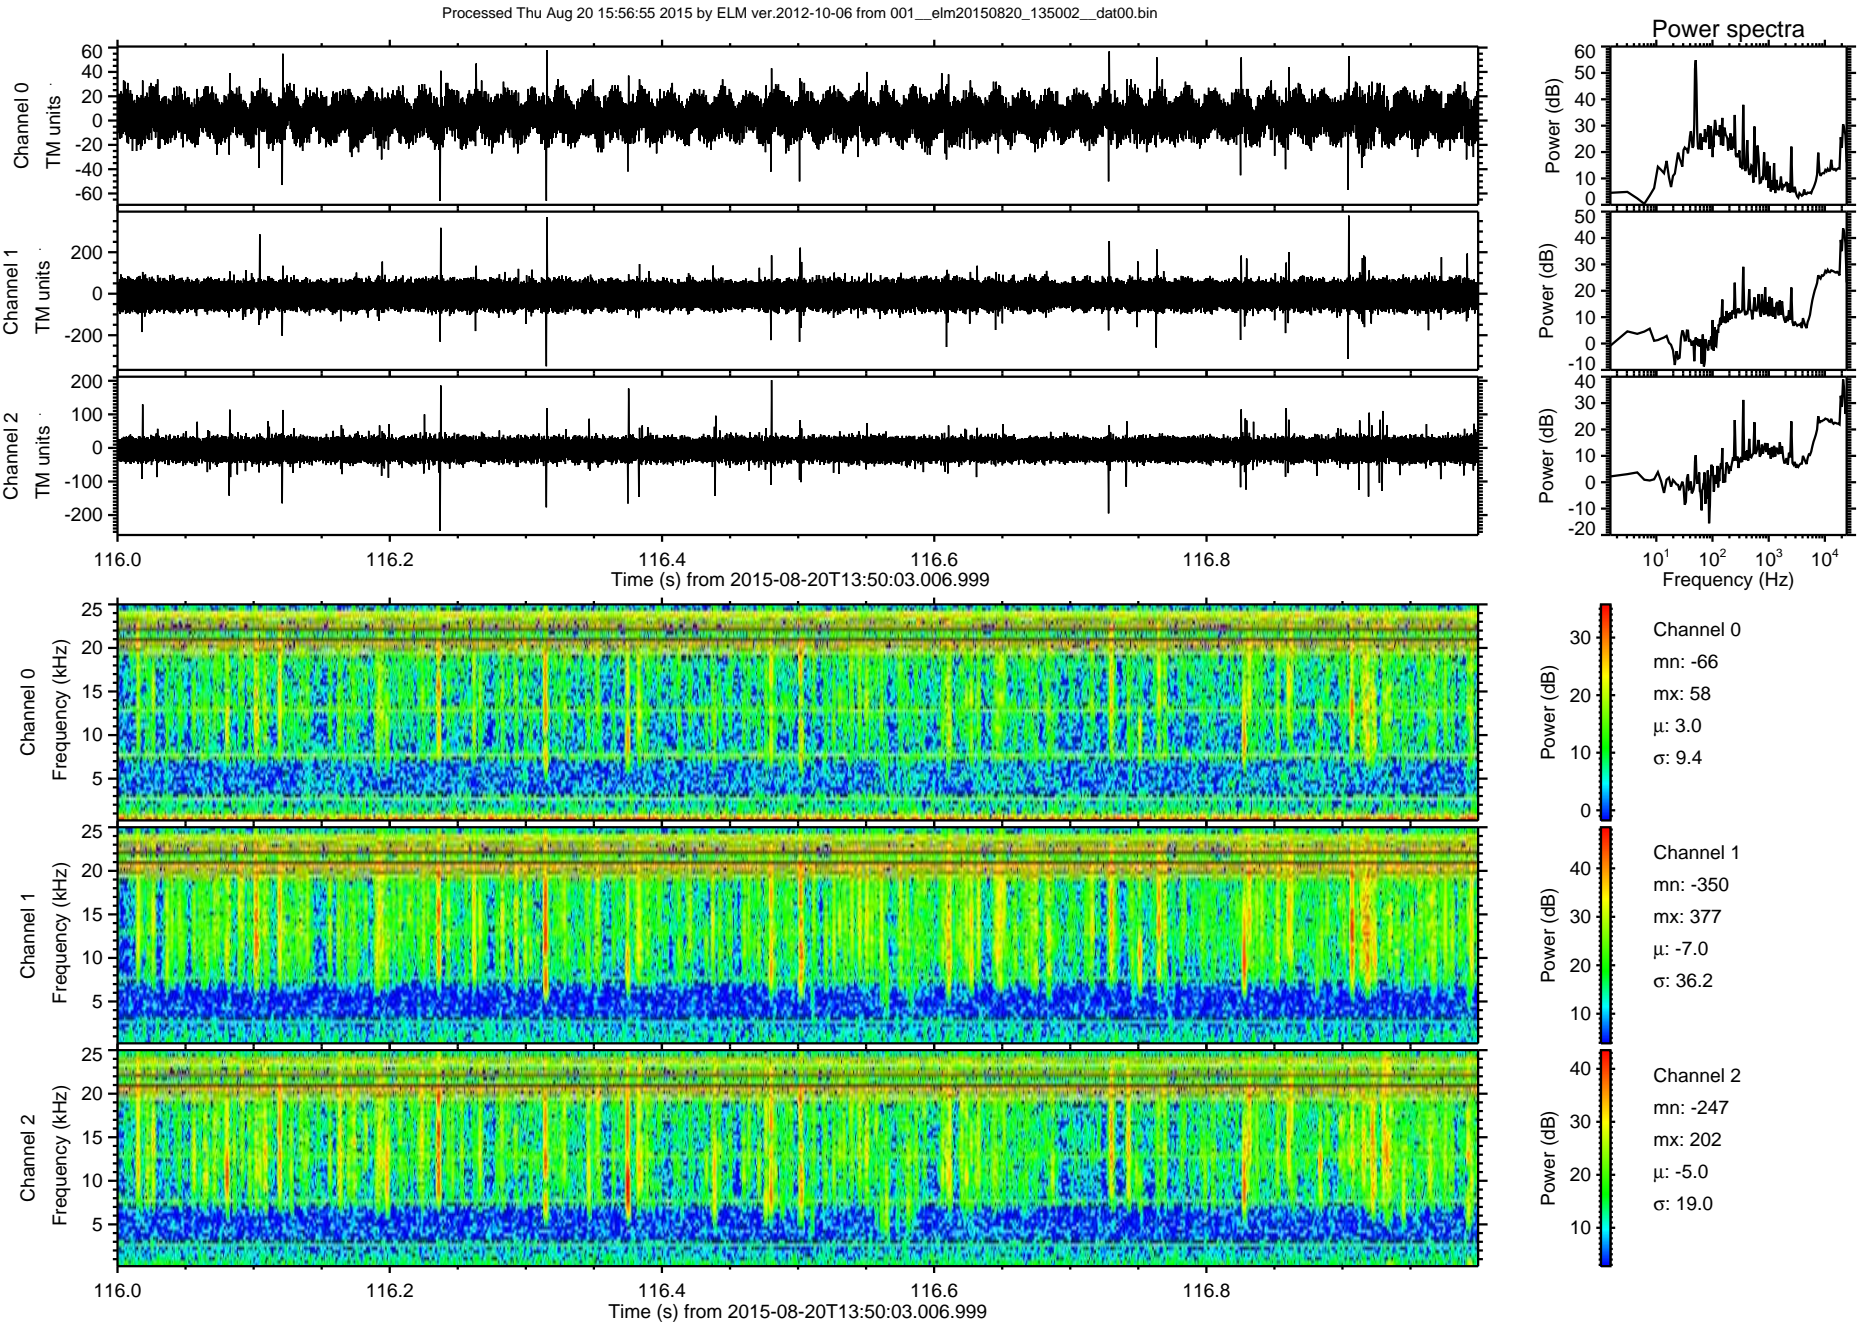 Processed Thu Aug 20 15:56:55 2015 by ELM ver.2012-10-06 from 001__elm20150820_135002__dat00.bin
Power spectra
Channel 0
TM units
60
40
20
0
-20
-40
-60
Power (dB)
60
50
40
30
20
10
0
Channel 1
TM units
200
0
-200
Power (dB)
50
40
30
20
10
0
-10
Channel 2
TM units
200
100
0
-100
-200
Power (dB)
40
30
20
10
0
-10
-20
116.0 116.2 116.4 116.6 116.8
Time (s) from 2015-08-20T13:50:03.006.999
10^1 10^2 10^3 10^4
Frequency (Hz)
Channel 0
Frequency (kHz)
25
20
15
10
5
Power (dB)
30
20
10
0
Channel 0
mn: -66
mx: 58
µ: 3.0
σ: 9.4
Channel 1
Frequency (kHz)
25
20
15
10
5
Power (dB)
40
30
20
10
Channel 1
mn: -350
mx: 377
µ: -7.0
σ: 36.2
Channel 2
Frequency (kHz)
25
20
15
10
5
Power (dB)
40
30
20
10
Channel 2
mn: -247
mx: 202
µ: -5.0
σ: 19.0
116.0 116.2 116.4 116.6 116.8
Time (s) from 2015-08-20T13:50:03.006.999